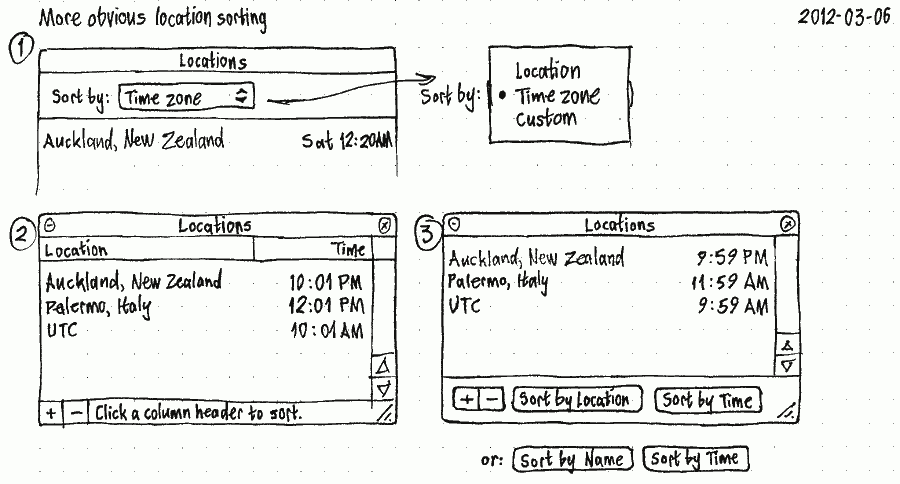 More obvious location sorting
2012-03-06
1
Locations
Sort by: Time zone
Auckland, New Zealand Sat 12:20AM
Sort by:
Location
• Time zone
Custom
2
Locations
Location Time
Auckland, New Zealand 10:01 PM
Palermo, Italy 12:01 PM
UTC 10:01 AM
+ - Click a column header to sort.
3
Locations
Auckland, New Zealand 9:59 PM
Palermo, Italy 11:59 AM
UTC 9:59 AM
+ - Sort by Location Sort by Time
or: Sort by Name Sort by Time